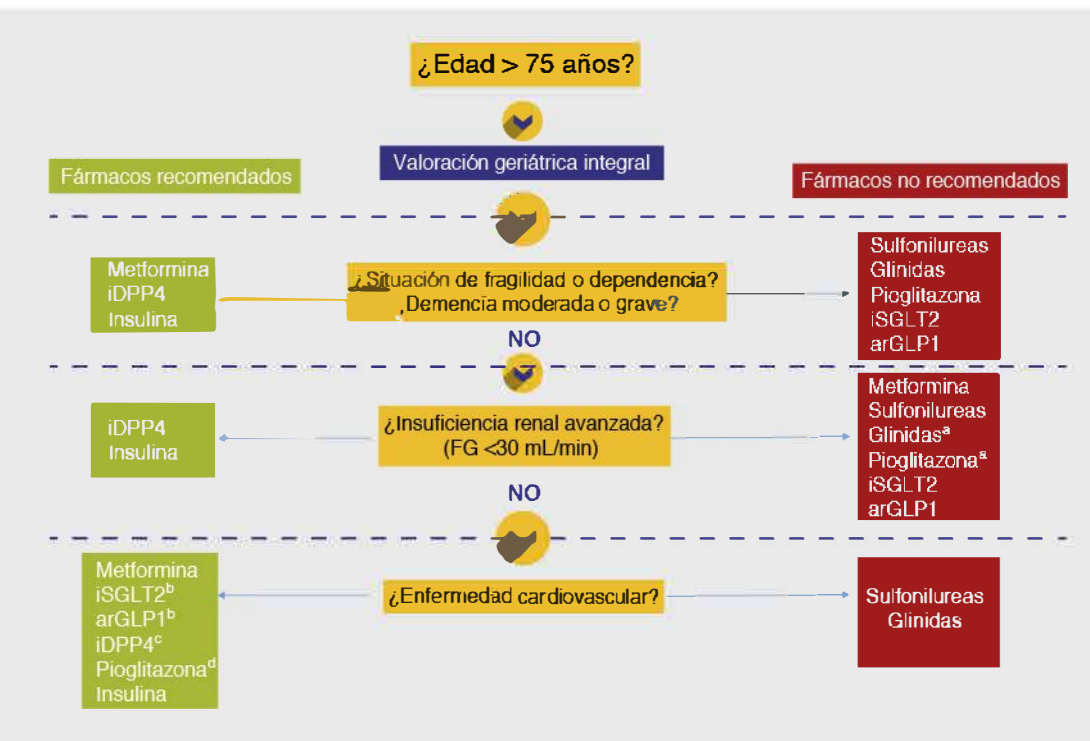 ¿Edad > 75 años?
Valoración geriátrica integral
Fármacos recomendados
Fármacos no recomendados
Metformina
iDPP4
Insulina
¿Situación de fragilidad o dependencia?
¿Demencia moderada o grave?
Sulfonilureas
Glinidas
Pioglitazona
iSGLT2
arGLP1
NO
iDPP4
Insulina
¿Insuficiencia renal avanzada?
(FG <30 mL/min)
Metformina
Sulfonilureas
Glinidasª
Pioglitazonaª
iSGLT2
arGLP1
NO
Metformina
iSGLT2ᵇ
arGLP1ᵇ
iDPP4ᶜ
Pioglitazonaᵈ
Insulina
¿Enfermedad cardiovascular?
Sulfonilureas
Glinidas